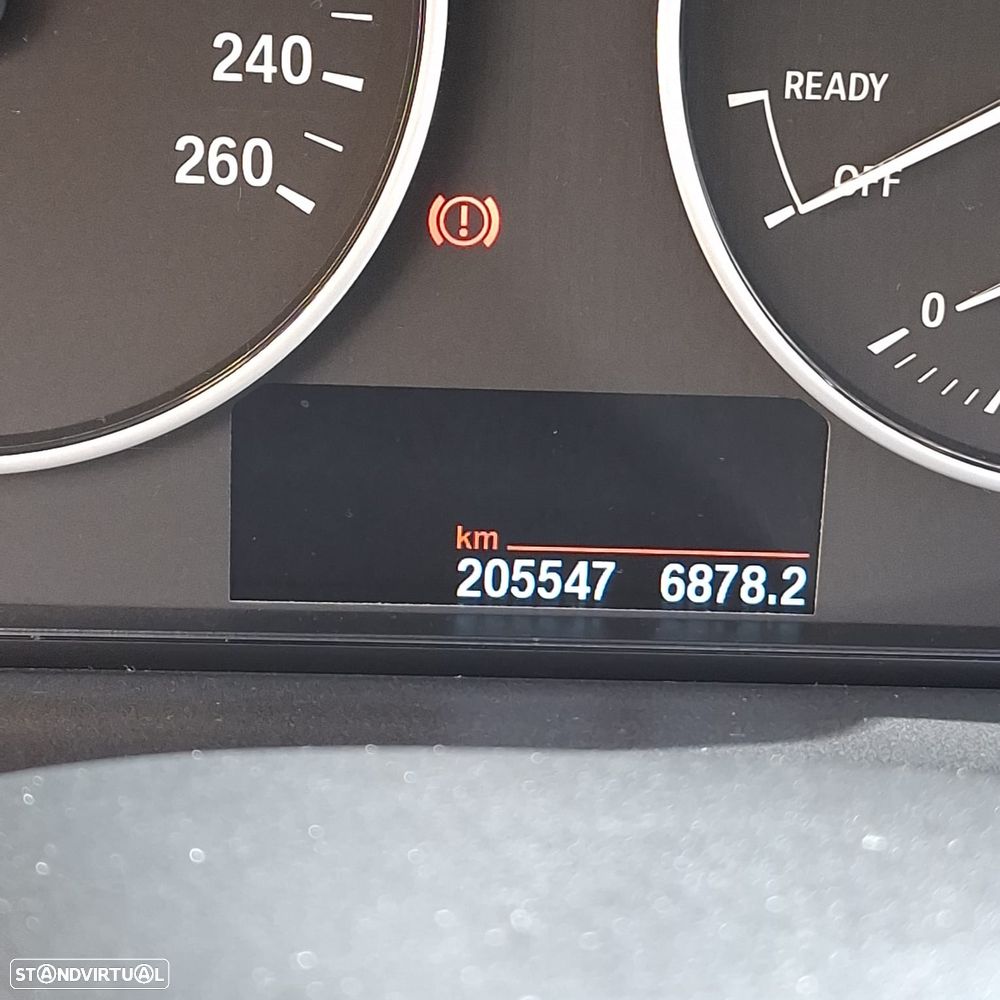 240
260
READY
OFF
0
km
205547 6878.2
STANDVIRTUAL